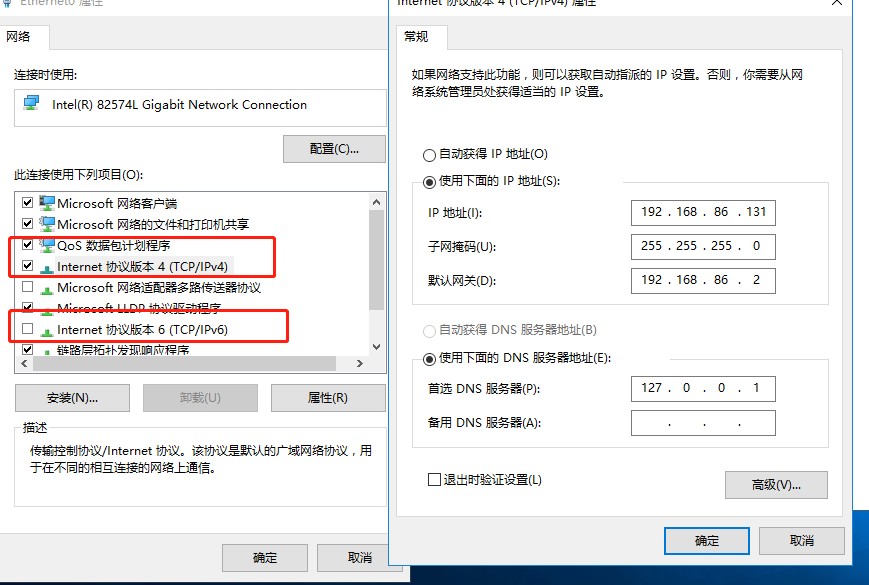 Ethernet0 属性
网络
连接时使用:
Intel(R) 82574L Gigabit Network Connection
配置(C)...
此连接使用下列项目(O):
Microsoft 网络客户端
Microsoft 网络的文件和打印机共享
QoS 数据包计划程序
Internet 协议版本 4 (TCP/IPv4)
Microsoft 网络适配器多路传送器协议
Microsoft LLDP 协议驱动程序
Internet 协议版本 6 (TCP/IPv6)
链路层拓扑发现响应程序
安装(N)...
卸载(U)
属性(R)
描述
传输控制协议/Internet 协议。该协议是默认的广域网络协议，用
于在不同的相互连接的网络上通信。
确定
取消
Internet 协议版本 4 (TCP/IPv4) 属性
常规
如果网络支持此功能，则可以获取自动指派的 IP 设置。否则，你需要从网
络系统管理员处获得适当的 IP 设置。
自动获得 IP 地址(O)
使用下面的 IP 地址(S):
IP 地址(I):
192 . 168 . 86 . 131
子网掩码(U):
255 . 255 . 255 . 0
默认网关(D):
192 . 168 . 86 . 2
自动获得 DNS 服务器地址(B)
使用下面的 DNS 服务器地址(E):
首选 DNS 服务器(P):
127 . 0 . 0 . 1
备用 DNS 服务器(A):
. . .
退出时验证设置(L)
高级(V)...
确定
取消